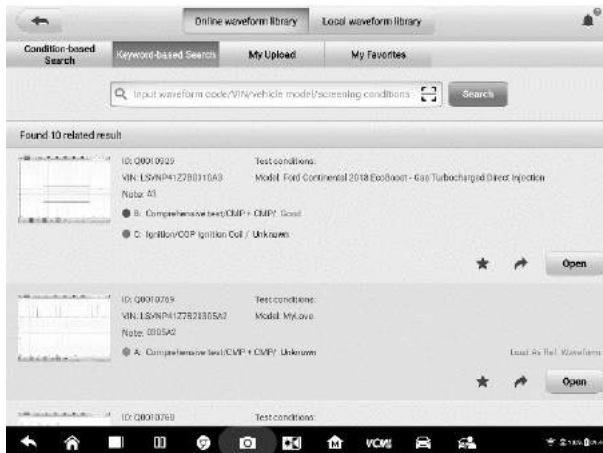 Online waveform library
Local waveform library
Condition-based Search
Keyword-based Search
My Upload
My Favorites
Input waveform code/VIN/vehicle model/screening conditions
Search
Found 10 related result
ID: Q0010929
Test conditions:
Model: Ford Continental 2018 EcoBoost - Gas Turbocharged Direct Injection
Note: A3
B: Comprehensive test/CMP + CMP/ Good
C: Ignition/COP Ignition Coil / Unknown
Open
ID: Q0010769
Test conditions:
Model: MyLove
Note: 0305A2
A: Comprehensive test/CMP + CMP/ Unknown
Load As Ref. Waveform
Open
ID: Q0010768
Test conditions:
VCMI